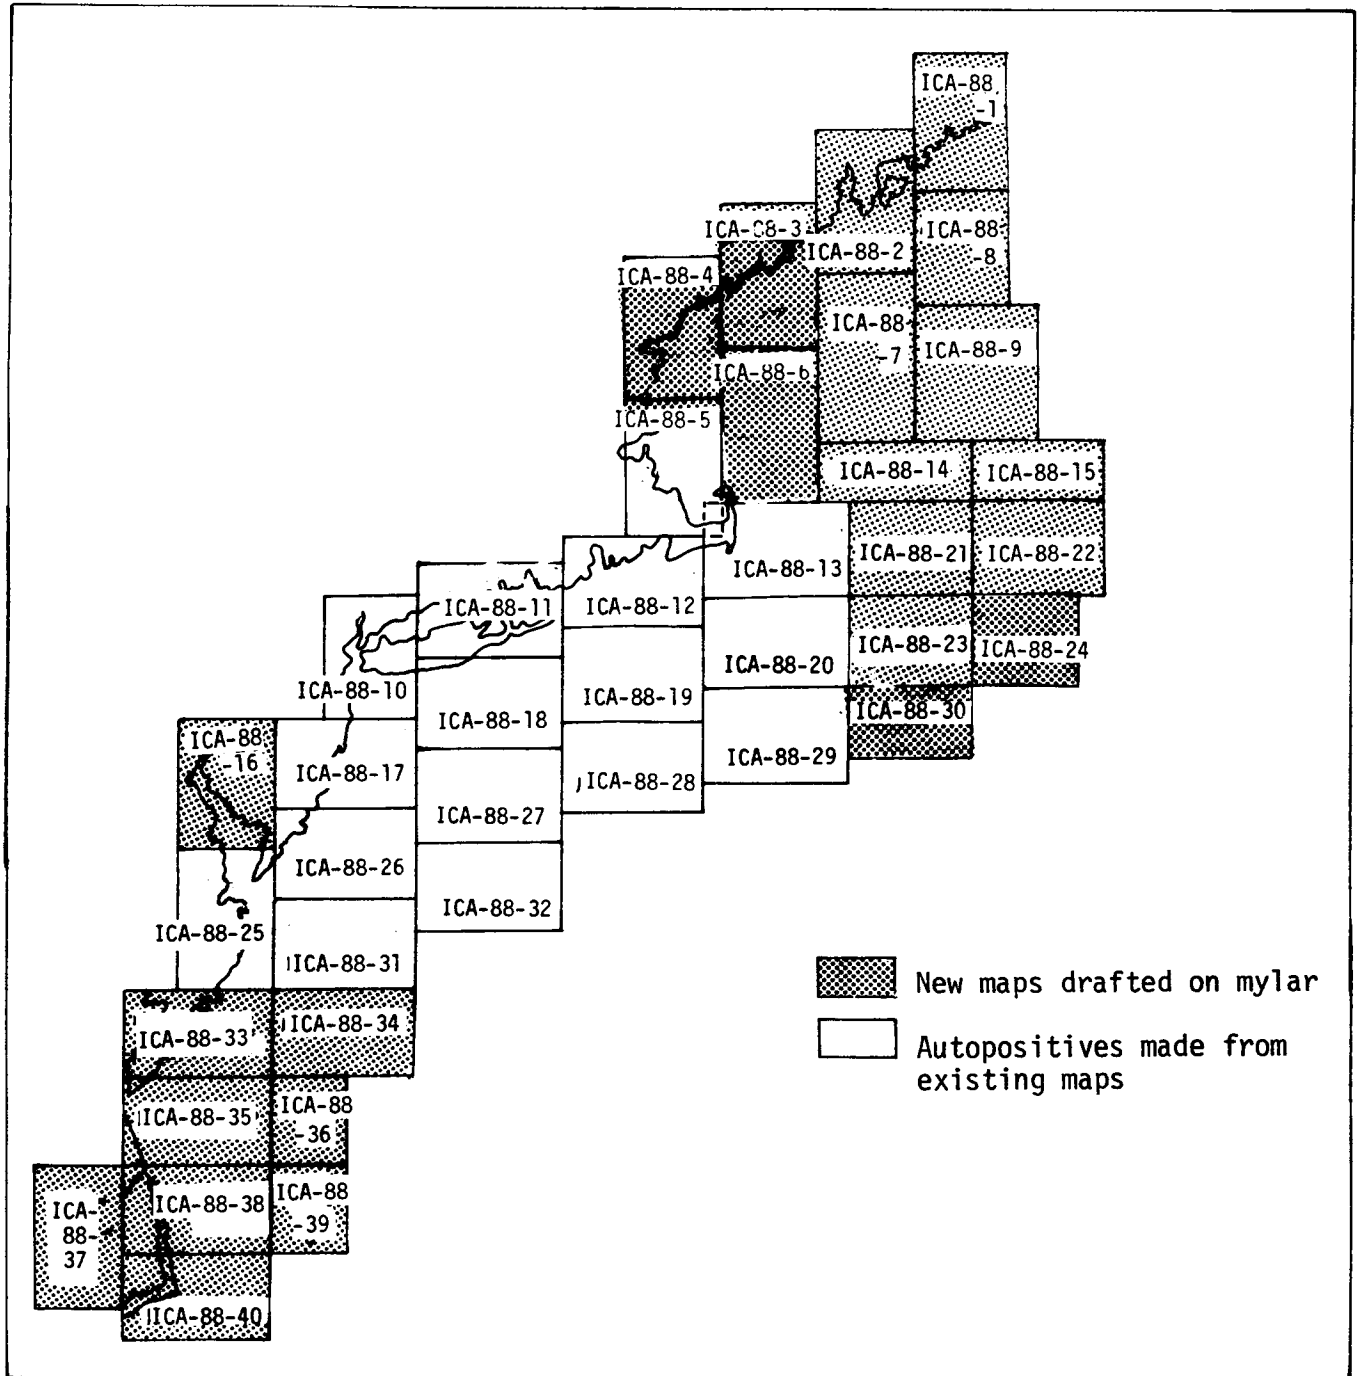 ICA-88
-1
ICA-C8-3
ICA-88-2
ICA-88
-8
ICA-88-4
ICA-88
-7
ICA-88-9
ICA-88-6
ICA-88-5
ICA-88-14
ICA-88-15
ICA-88-13
ICA-88-21
ICA-88-22
ICA-88-11
ICA-88-12
ICA-88-20
ICA-88-23
ICA-88-24
ICA-88-10
ICA-88-18
ICA-88-19
ICA-88-30
ICA-88
-16
ICA-88-17
ICA-88-27
ICA-88-28
ICA-88-29
ICA-88-26
ICA-88-32
ICA-88-25
ICA-88-31
New maps drafted on mylar
ICA-88-33
ICA-88-34
Autopositives made from
existing maps
ICA-88-35
ICA-88
-36
ICA-
88-
37
ICA-88-38
ICA-88
-39
ICA-88-40